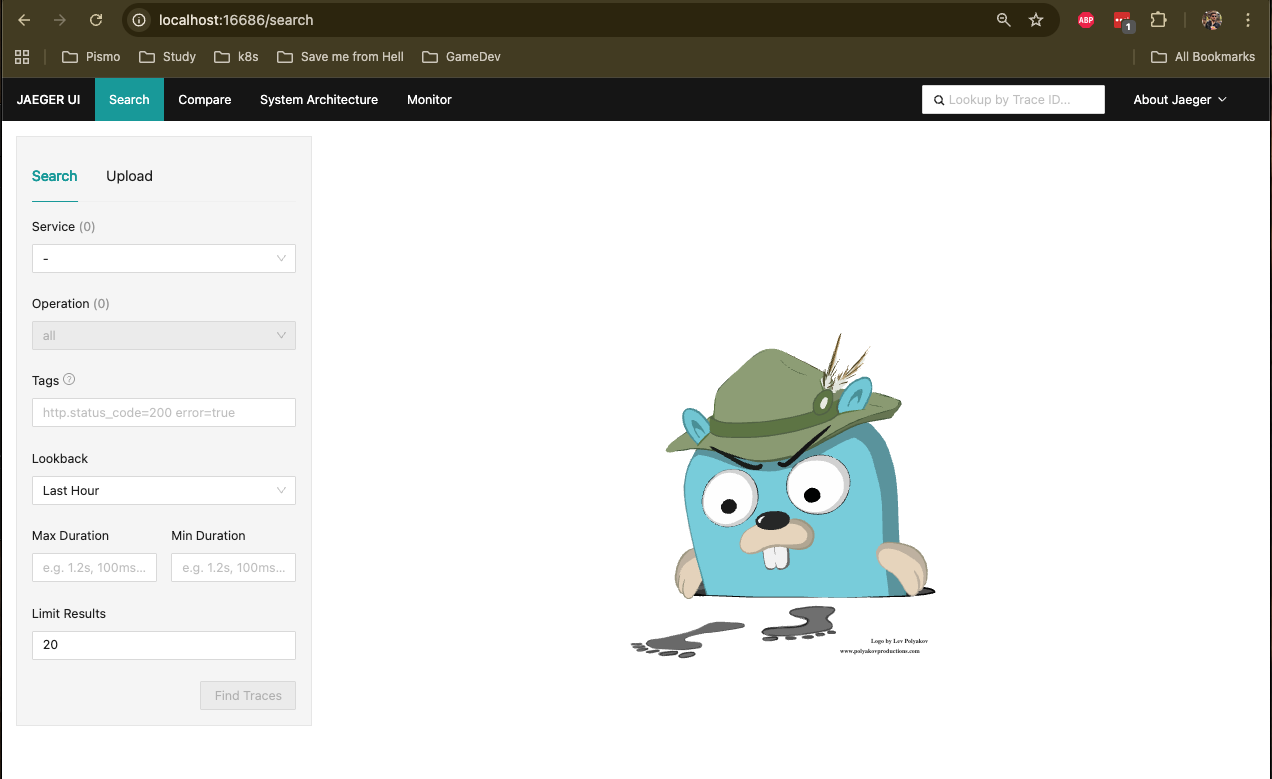 localhost:16686/search
ABP
1
Pismo Study k8s Save me from Hell GameDev All Bookmarks
JAEGER UI Search Compare System Architecture Monitor Lookup by Trace ID... About Jaeger
Search Upload
Service (0)
-
Operation (0)
all
Tags ?
http.status_code=200 error=true
Lookback
Last Hour
Max Duration Min Duration
e.g. 1.2s, 100ms... e.g. 1.2s, 100ms...
Limit Results
20
Find Traces
Logo by Lev Polyakov
www.polyakovproductions.com